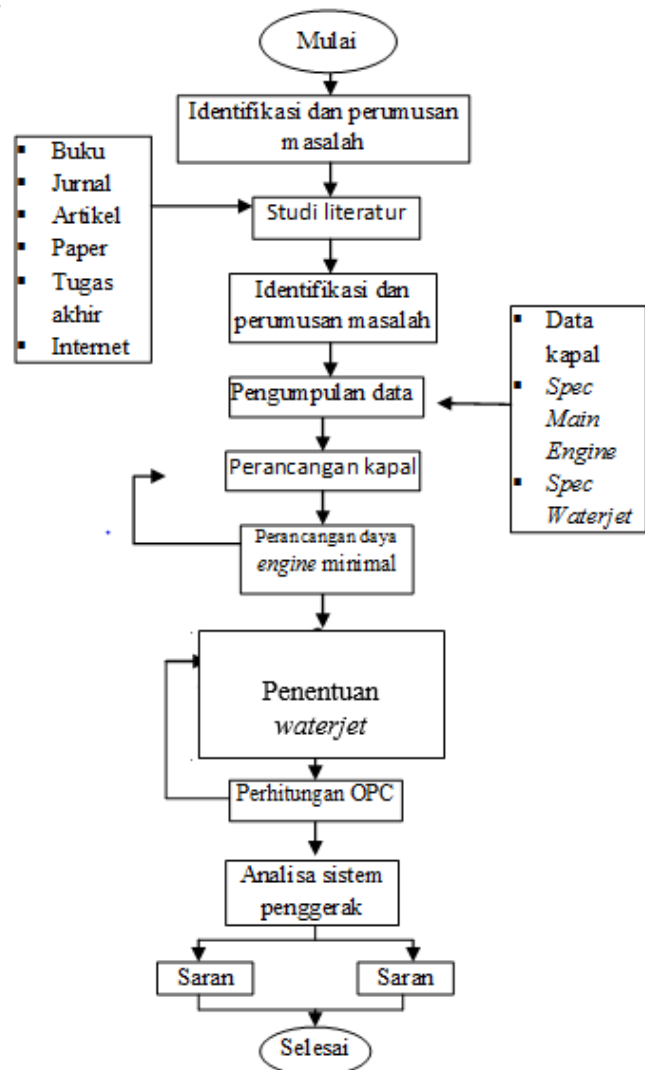 Mulai
Identifikasi dan perumusan
masalah
▪ Buku
▪ Jurnal
▪ Artikel
▪ Paper
▪ Tugas
akhir
▪ Internet
Studi literatur
Identifikasi dan
perumusan masalah
▪ Data
kapal
▪ Spec
Main
Engine
▪ Spec
Waterjet
Pengumpulan data
Perancangan kapal
Perancangan daya
engine minimal
Penentuan
waterjet
Perhitungan OPC
Analisa sistem
penggerak
Saran
Saran
Selesai